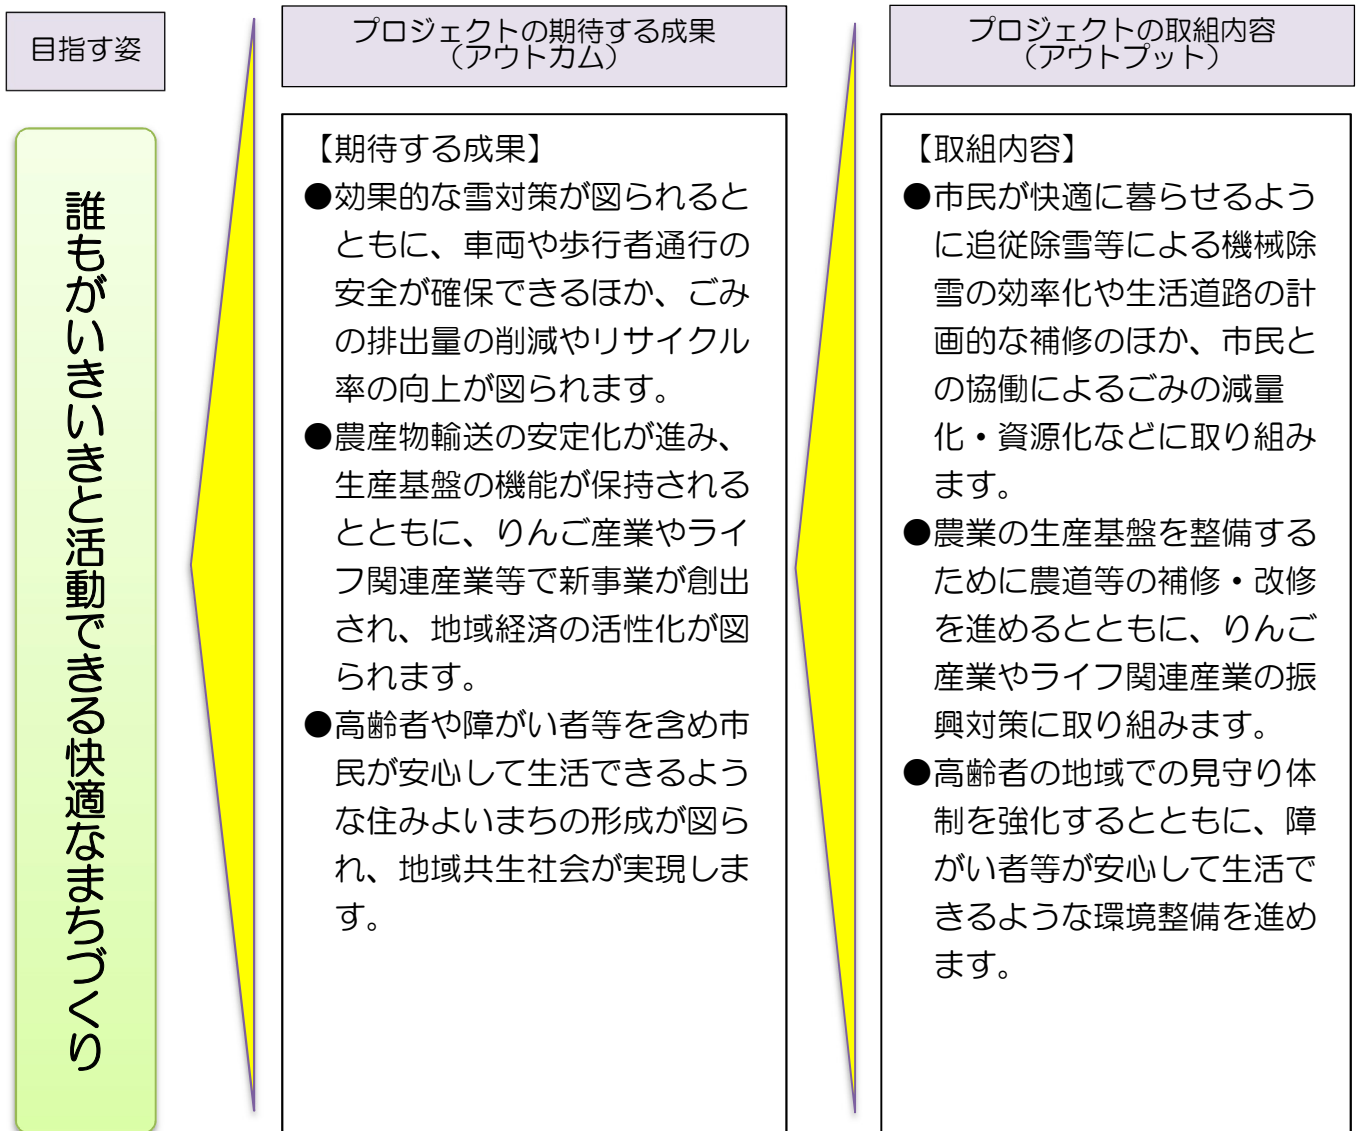 目指す姿
誰もがいきいきと活動できる快適なまちづくり
プロジェクトの期待する成果
（アウトカム）
【期待する成果】
●効果的な雪対策が図られると
ともに、車両や歩行者通行の
安全が確保できるほか、ごみ
の排出量の削減やリサイクル
率の向上が図られます。
●農産物輸送の安定化が進み、
生産基盤の機能が保持される
とともに、りんご産業やライ
フ関連産業等で新事業が創出
され、地域経済の活性化が図
られます。
●高齢者や障がい者等を含め市
民が安心して生活できるよう
な住みよいまちの形成が図ら
れ、地域共生社会が実現しま
す。
プロジェクトの取組内容
（アウトプット）
【取組内容】
●市民が快適に暮らせるよう
に追従除雪等による機械除
雪の効率化や生活道路の計
画的な補修のほか、市民と
の協働によるごみの減量
化・資源化などに取り組み
ます。
●農業の生産基盤を整備する
ために農道等の補修・改修
を進めるとともに、りんご
産業やライフ関連産業の振
興対策に取り組みます。
●高齢者の地域での見守り体
制を強化するとともに、障
がい者等が安心して生活で
きるような環境整備を進め
ます。